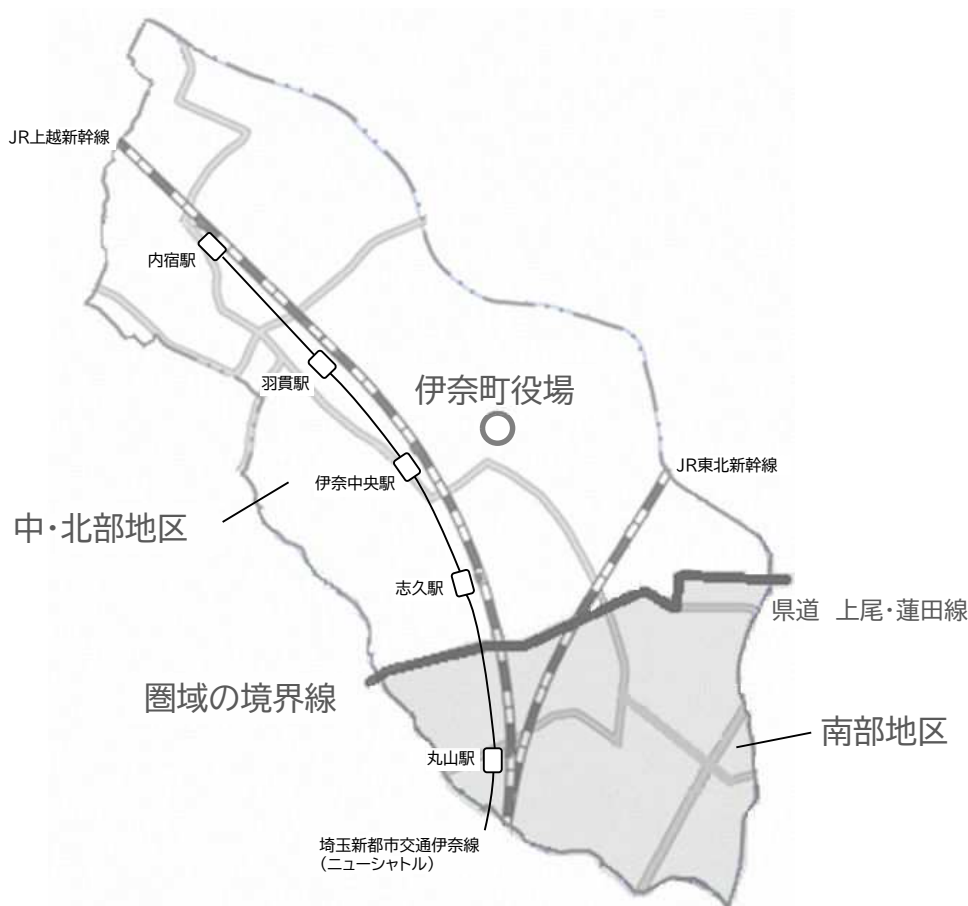 JR上越新幹線
内宿駅
羽貫駅
伊奈町役場
伊奈中央駅
JR東北新幹線
中・北部地区
志久駅
県道 上尾・蓮田線
圏域の境界線
南部地区
丸山駅
埼玉新都市交通伊奈線
(ニューシャトル)